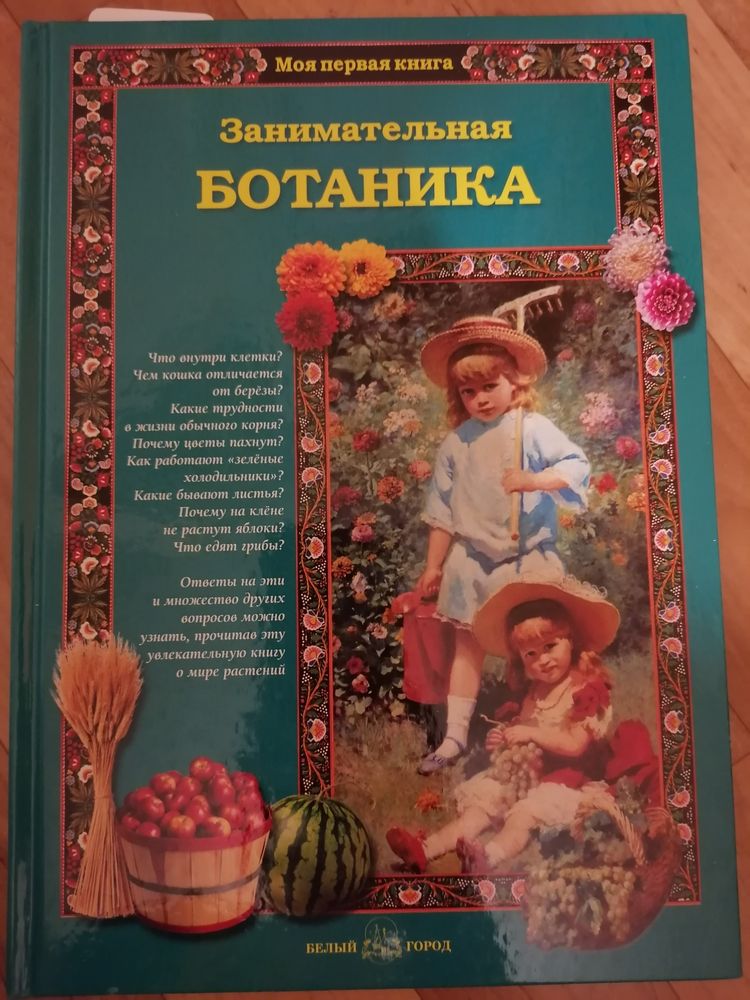 Моя первая книга
Занимательная
БОТАНИКА
Что внутри клетки?
Чем кошка отличается
от берёзы?
Какие трудности
в жизни обычного корня?
Почему цветы пахнут?
Как работают «зелёные
холодильники»?
Какие бывают листья?
Почему на клёне
не растут яблоки?
Что едят грибы?
Ответы на эти
и множество других
вопросов можно
узнать, прочитав эту
увлекательную книгу
о мире растений
БЕЛЫЙ ГОРОД